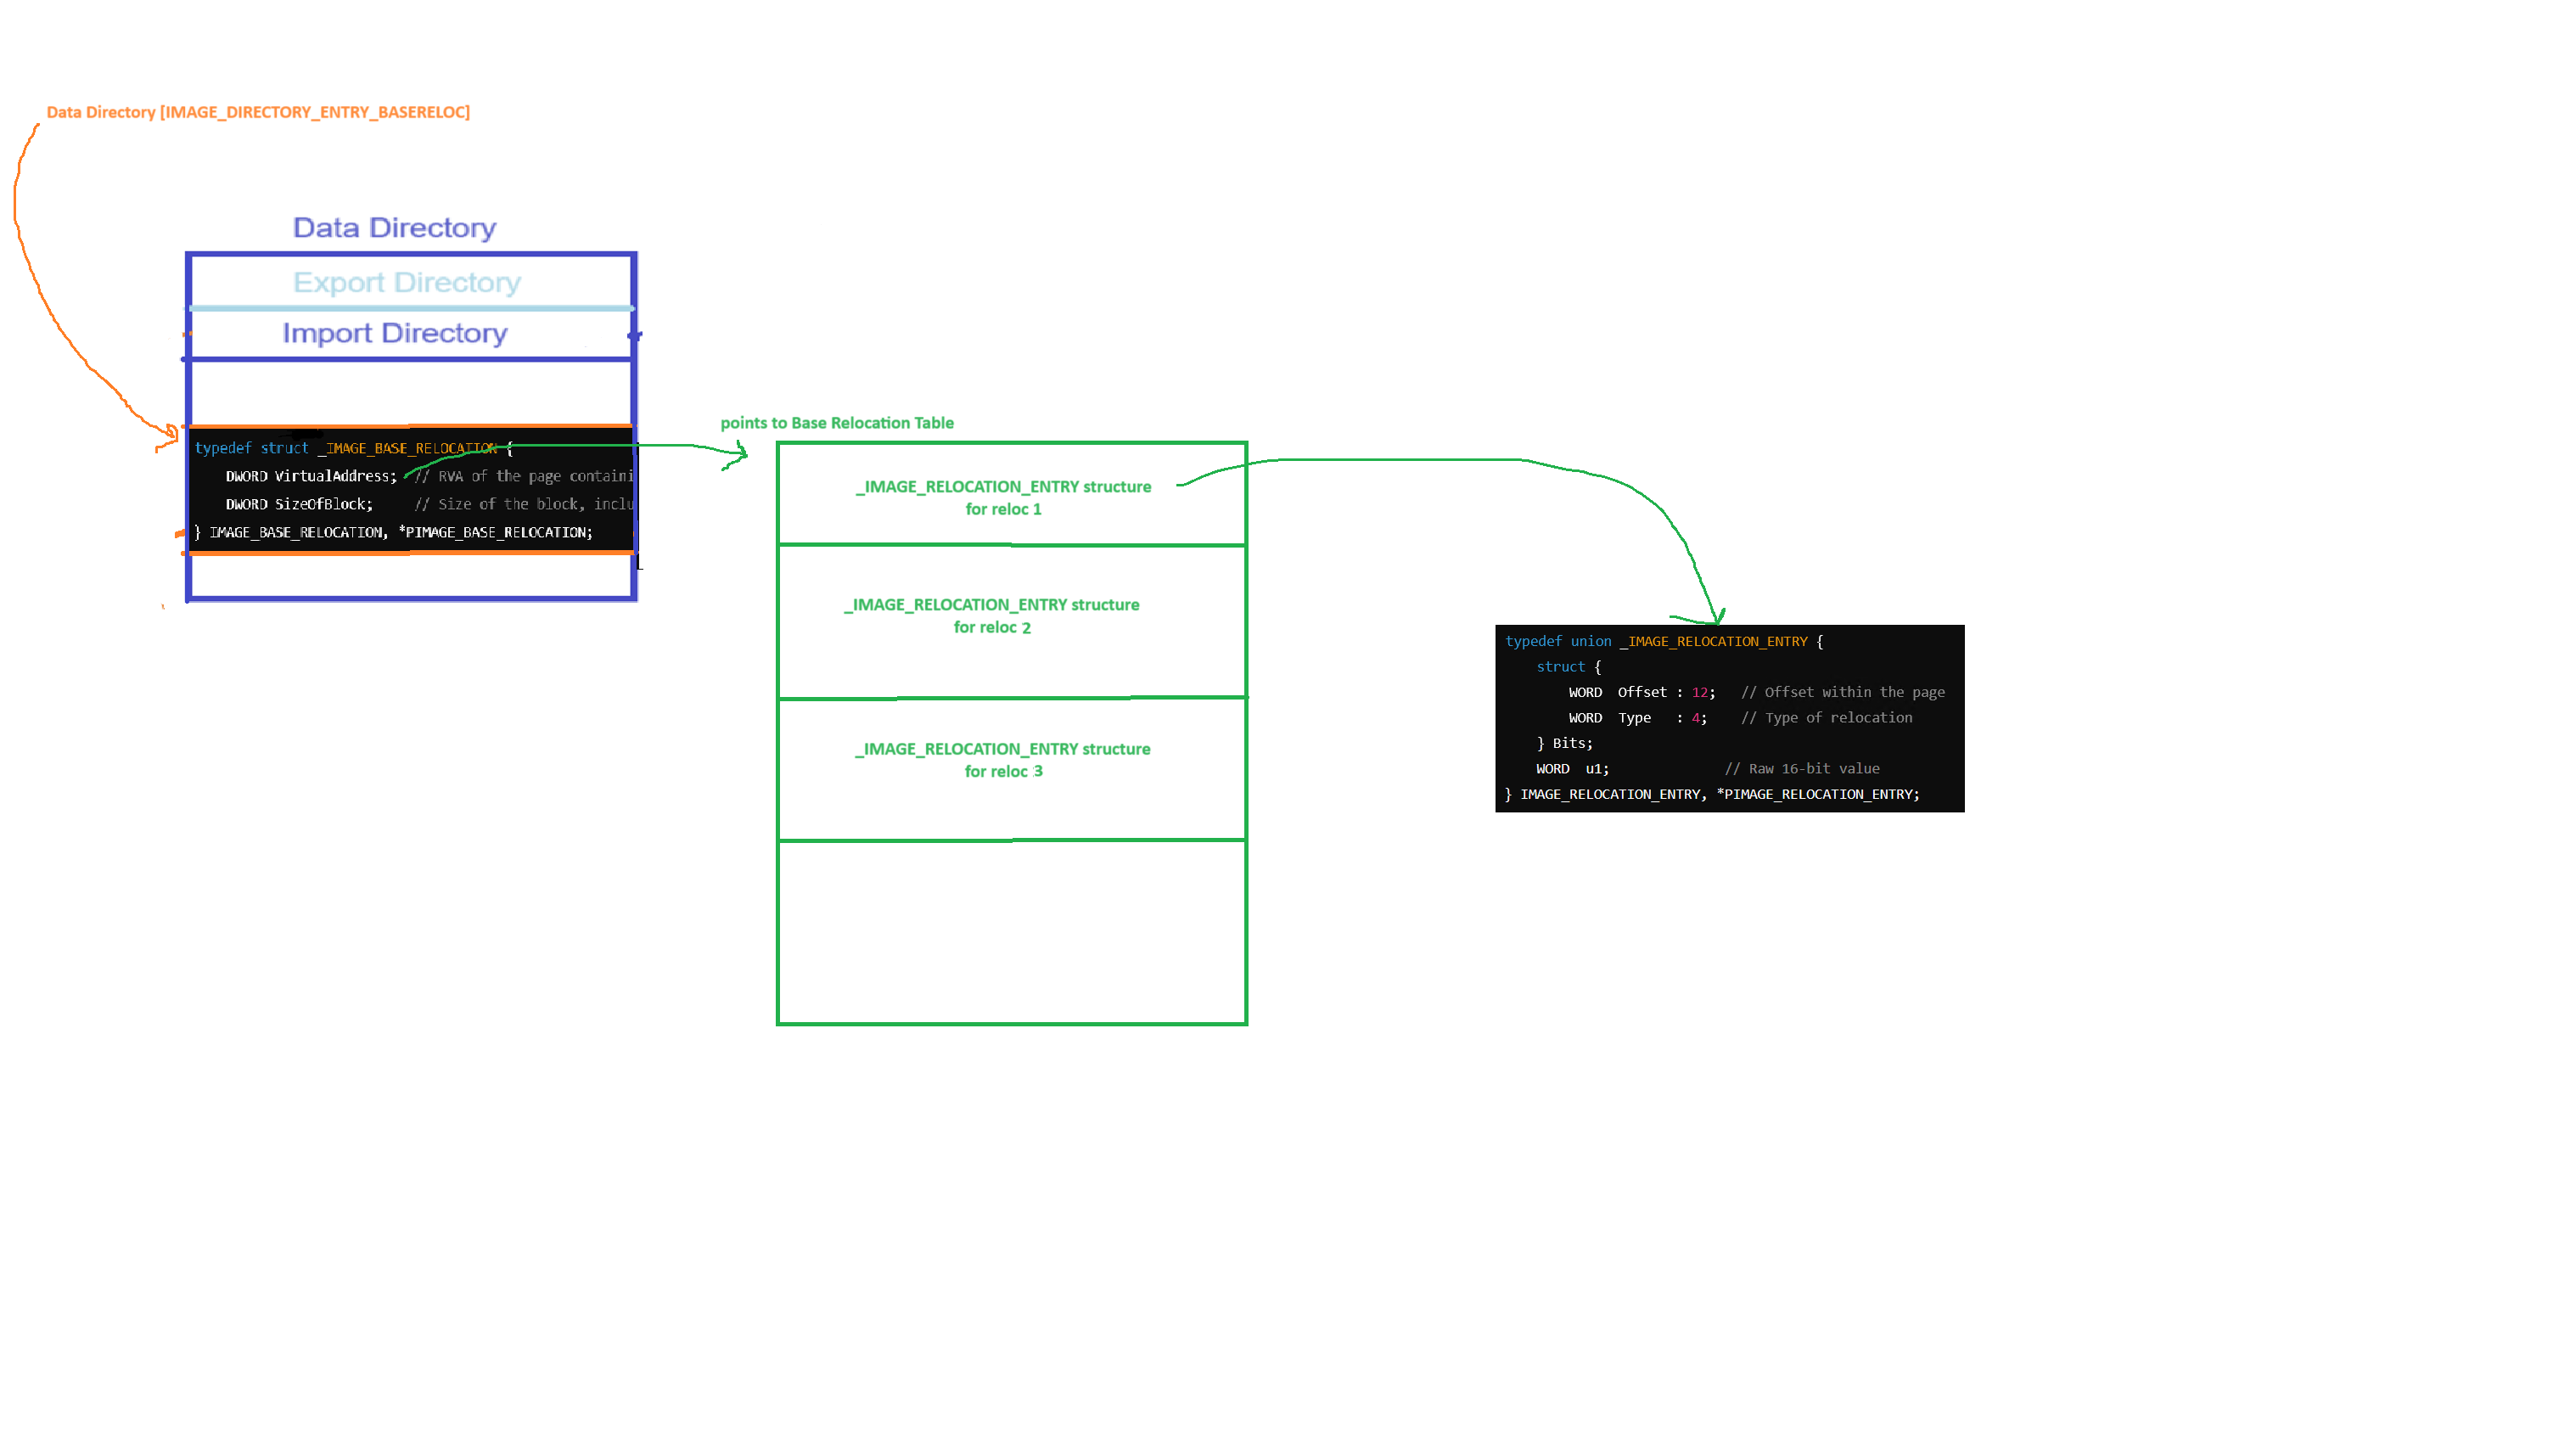 Data Directory [IMAGE_DIRECTORY_ENTRY_BASERELOC]
Data Directory
Export Directory
Import Directory
typedef struct _IMAGE_BASE_RELOCATION {
DWORD VirtualAddress; // RVA of the page containi
DWORD SizeOfBlock; // Size of the block, inclu
} IMAGE_BASE_RELOCATION, *PIMAGE_BASE_RELOCATION;
points to Base Relocation Table
_IMAGE_RELOCATION_ENTRY structure
for reloc 1
_IMAGE_RELOCATION_ENTRY structure
for reloc 2
_IMAGE_RELOCATION_ENTRY structure
for reloc 3
typedef union _IMAGE_RELOCATION_ENTRY {
struct {
WORD Offset : 12; // Offset within the page
WORD Type : 4; // Type of relocation
} Bits;
WORD u1; // Raw 16-bit value
} IMAGE_RELOCATION_ENTRY, *PIMAGE_RELOCATION_ENTRY;